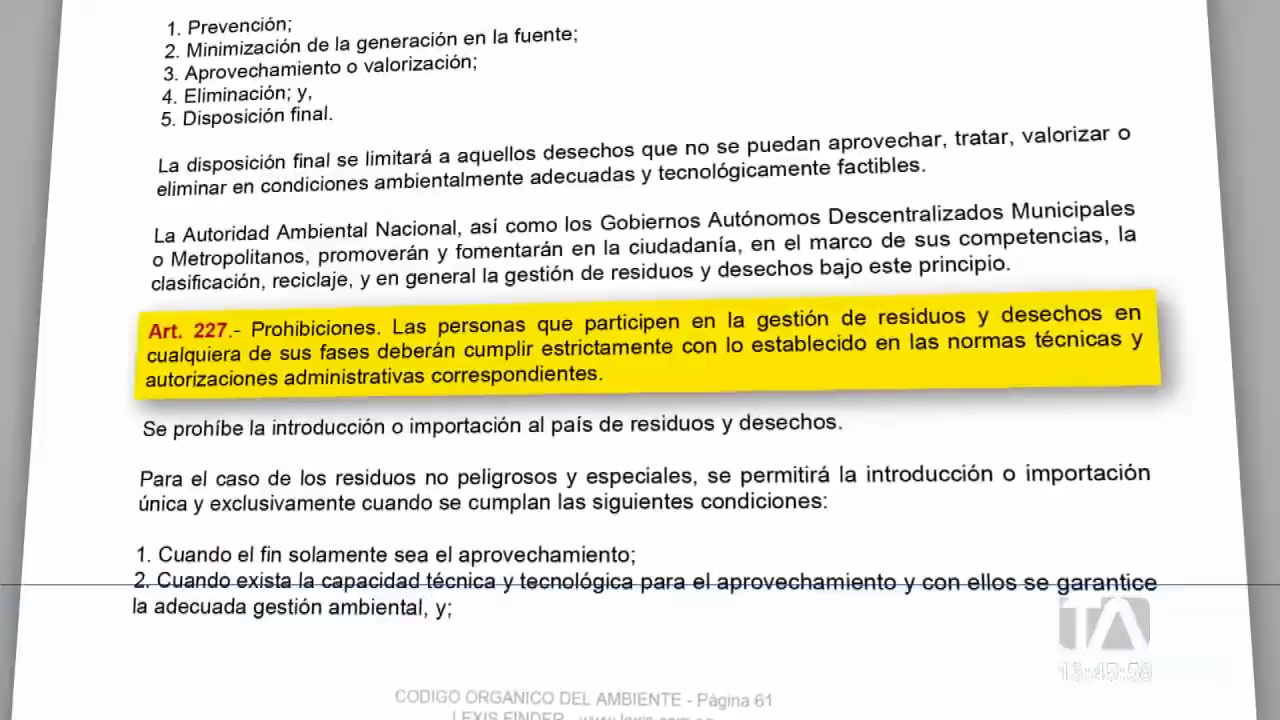 1. Prevención;
2. Minimización de la generación en la fuente;
3. Aprovechamiento o valorización;
4. Eliminación; y,
5. Disposición final.
La disposición final se limitará a aquellos desechos que no se puedan aprovechar, tratar, valorizar o
eliminar en condiciones ambientalmente adecuadas y tecnológicamente factibles.
La Autoridad Ambiental Nacional, así como los Gobiernos Autónomos Descentralizados Municipales
o Metropolitanos, promoverán y fomentarán en la ciudadanía, en el marco de sus competencias, la
clasificación, reciclaje, y en general la gestión de residuos y desechos bajo este principio.
Art. 227.- Prohibiciones. Las personas que participen en la gestión de residuos y desechos en
cualquiera de sus fases deberán cumplir estrictamente con lo establecido en las normas técnicas y
autorizaciones administrativas correspondientes.
Se prohíbe la introducción o importación al país de residuos y desechos.
Para el caso de los residuos no peligrosos y especiales, se permitirá la introducción o importación
única y exclusivamente cuando se cumplan las siguientes condiciones:
1. Cuando el fin solamente sea el aprovechamiento;
2. Cuando exista la capacidad técnica y tecnológica para el aprovechamiento y con ellos se garantice
la adecuada gestión ambiental, y;
TA
13:45:58
CODIGO ORGANICO DEL AMBIENTE - Página 61
LEXIS FINDER -